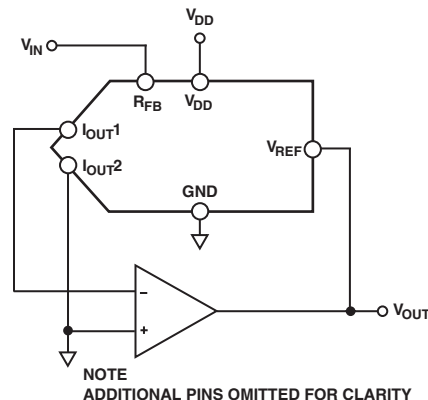 VDD
VIN
RFB
VDD
IOUT1
IOUT2
VREF
GND
–
+
VOUT
NOTE
ADDITIONAL PINS OMITTED FOR CLARITY